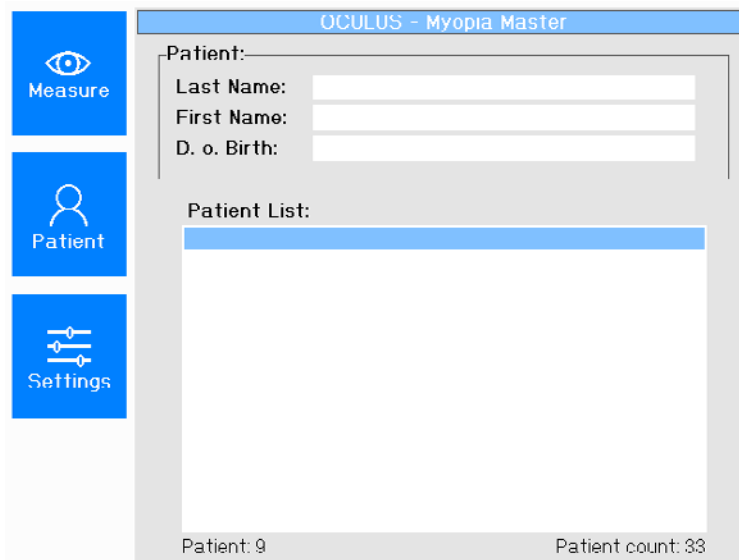 OCULUS - Myopia Master
Measure
Patient
Settings
Patient:
Last Name:
First Name:
D. o. Birth:
Patient List:
Patient: 9 Patient count: 33